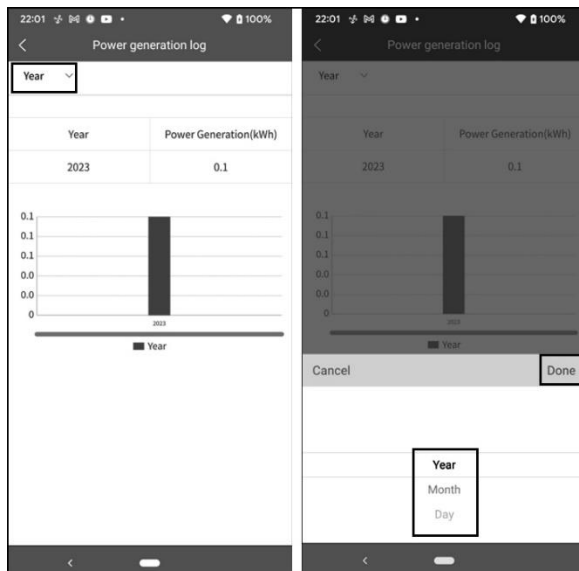 22:01 100%
Power generation log
Year
Year Power Generation(kWh)
2023 0.1
0.1
0.1
0.1
0.0
0.0
0
2023
Year
22:01 100%
Power generation log
Year
Year Power Generation(kWh)
2023 0.1
0.1
0.1
0.1
0.0
0.0
0
2023
Year
Cancel Done
Year
Month
Day